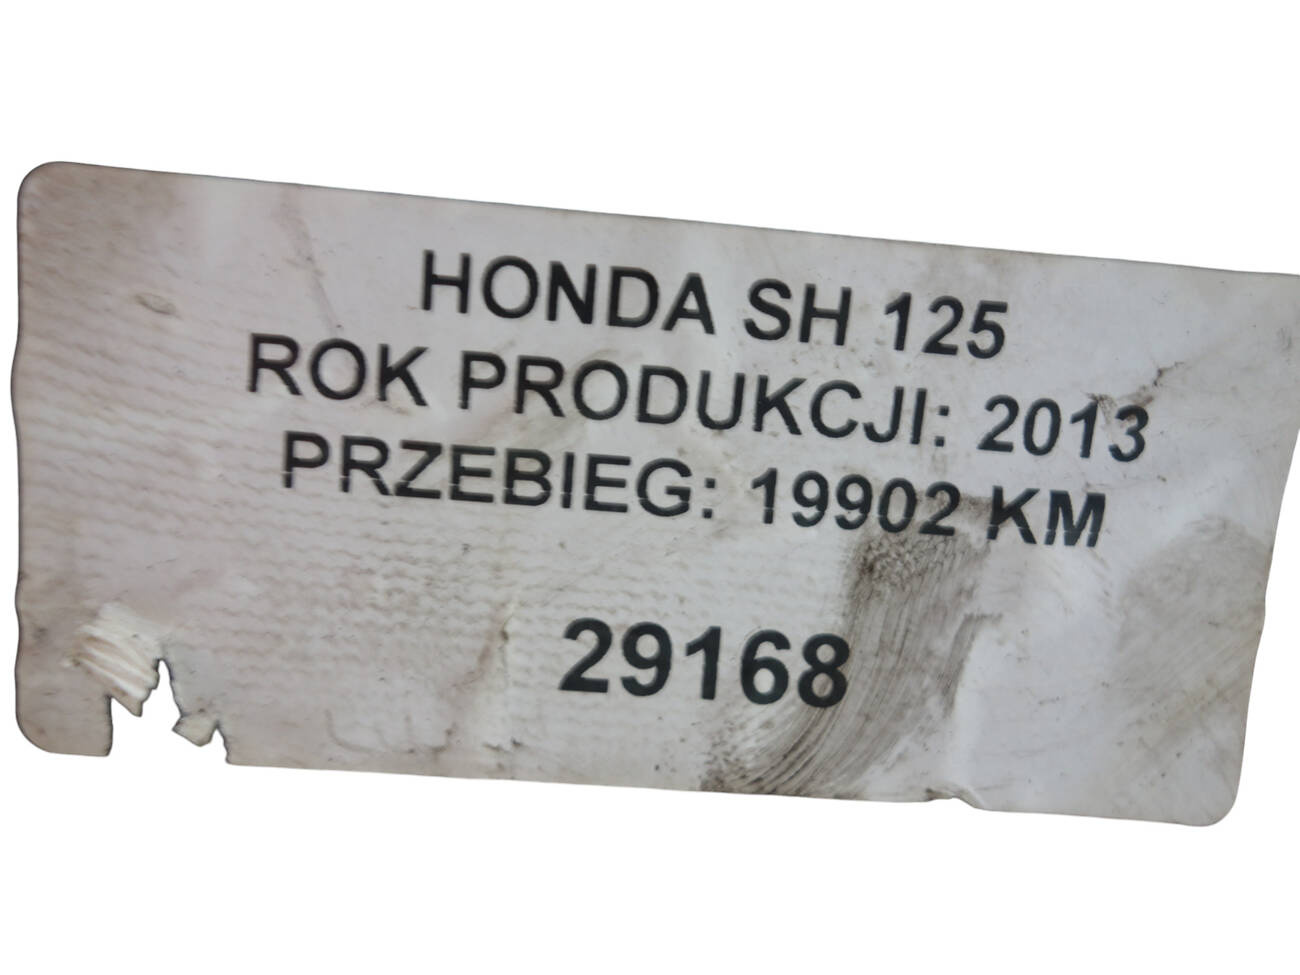 HONDA SH 125
ROK PRODUKCJI: 2013
PRZEBIEG: 19902 KM
29168